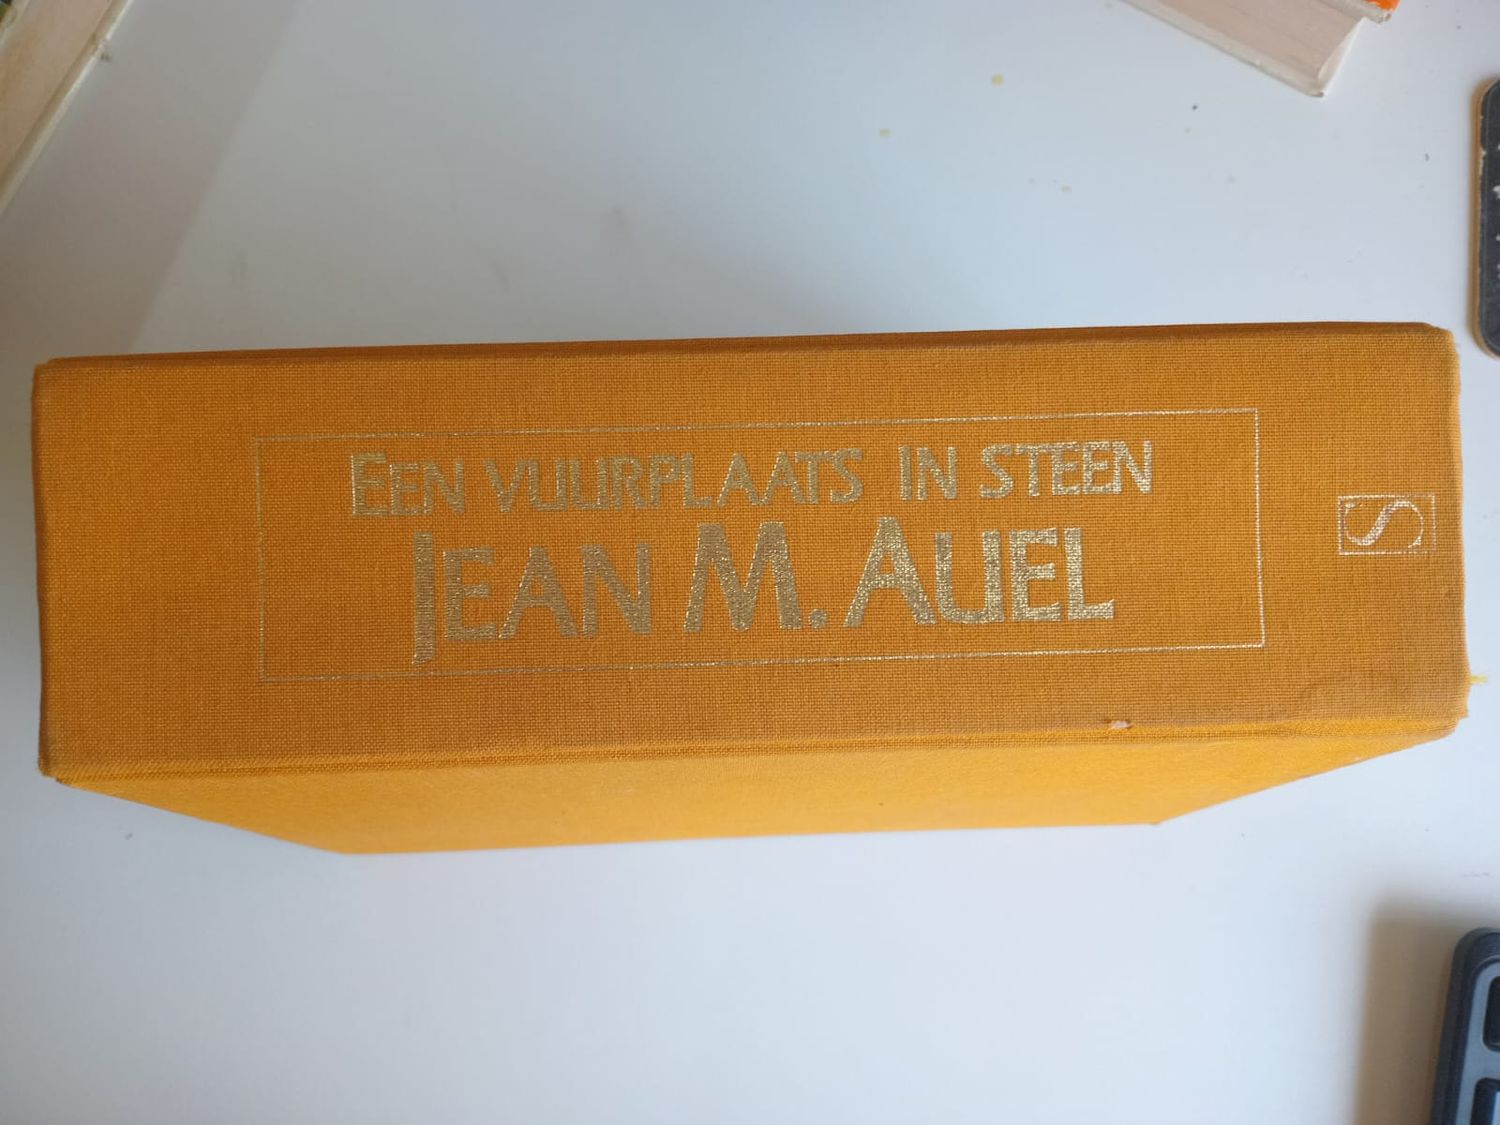 EEN VUURPLAATS IN STEEN
JEAN M. AUEL
S